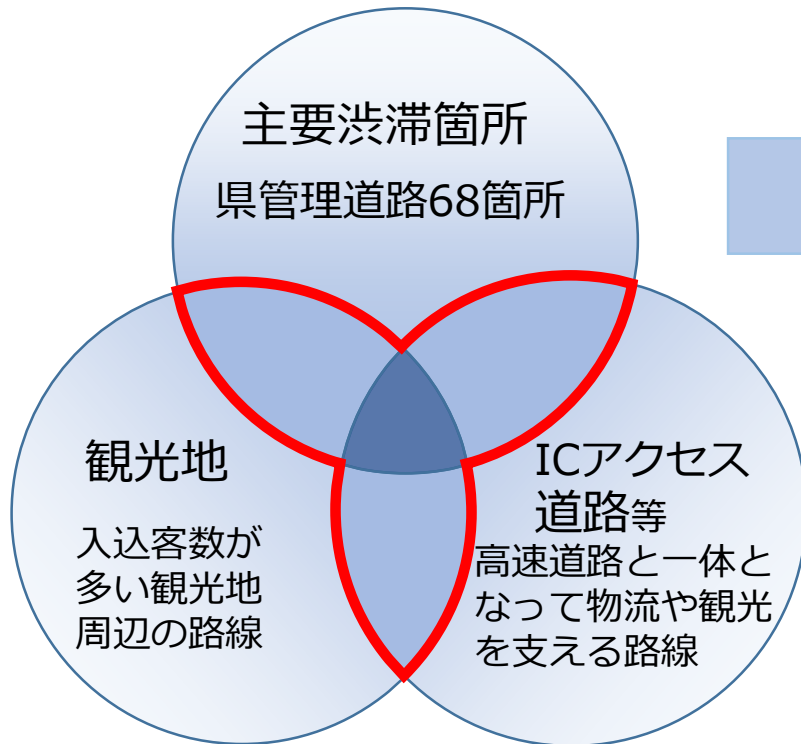 主要渋滞箇所
県管理道路68箇所
観光地
入込客数が
多い観光地
周辺の路線
ICアクセス
道路等
高速道路と一体と
なって物流や観光
を支える路線